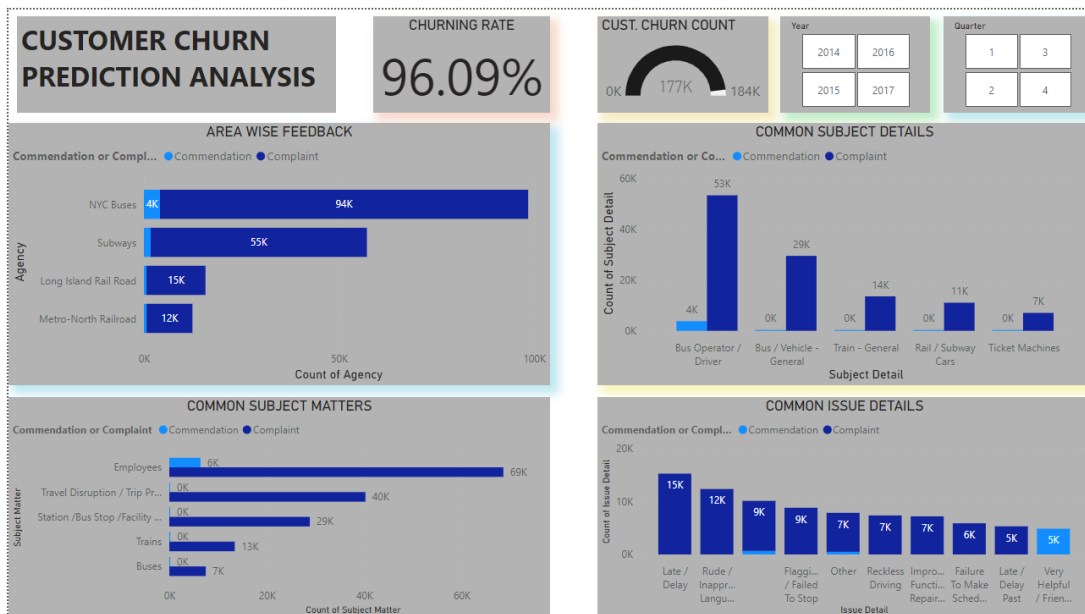 CUSTOMER CHURN
PREDICTION ANALYSIS
CHURNING RATE
96.09%
CUST. CHURN COUNT
0K
177K
184K
Year
2014
2016
2015
2017
Quarter
1
3
2
4
AREA WISE FEEDBACK
Commendation or Compl... Commendation Complaint
Agency
NYC Buses
4K
94K
Subways
55K
Long Island Rail Road
15K
Metro-North Railroad
12K
0K
50K
100K
Count of Agency
COMMON SUBJECT DETAILS
Commendation or Co... Commendation Complaint
Count of Subject Detail
60K
40K
20K
0K
4K
53K
0K
29K
0K
14K
0K
11K
0K
7K
Bus Operator /
Driver
Bus / Vehicle -
General
Train - General
Rail / Subway
Cars
Ticket Machines
Subject Detail
COMMON SUBJECT MATTERS
Commendation or Complaint Commendation Complaint
Subject Matter
Employees
6K
69K
Travel Disruption / Trip Pr...
0K
40K
Station /Bus Stop /Facility ...
0K
29K
Trains
0K
13K
Buses
0K
7K
0K
20K
40K
60K
Count of Subject Matter
COMMON ISSUE DETAILS
Commendation or Compl... Commendation Complaint
Count of Issue Detail
20K
10K
0K
15K
12K
9K
9K
7K
7K
7K
6K
5K
5K
Late /
Delay
Rude /
Inappr...
Langu...
Flaggi...
/ Failed
To Stop
Other
Reckless
Driving
Impro...
Functi...
Repair...
Failure
To Make
Sched...
Late /
Delay
Past
Very
Helpful
/ Frien...
Issue Detail